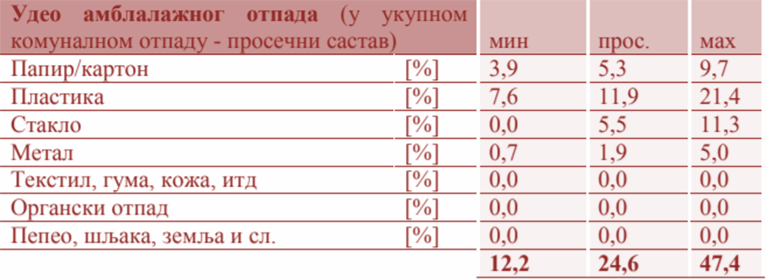 Удео амблалажног отпада (у укупном
комуналном отпаду - просечни састав) мин прос. мах
Папир/картон [%] 3,9 5,3 9,7
Пластика [%] 7,6 11,9 21,4
Стакло [%] 0,0 5,5 11,3
Метал [%] 0,7 1,9 5,0
Текстил, гума, кожа, итд [%] 0,0 0,0 0,0
Органски отпад [%] 0,0 0,0 0,0
Пепео, шљака, земља и сл. [%] 0,0 0,0 0,0
12,2 24,6 47,4